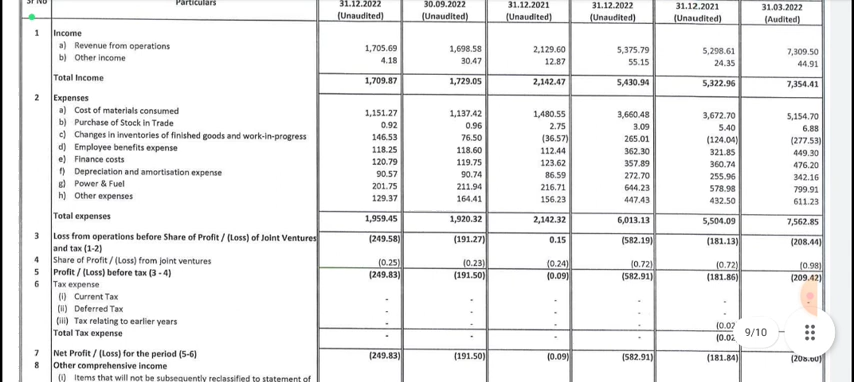 Sr No Particulars 31.12.2022 30.09.2022 31.12.2021 31.12.2022 31.12.2021 31.03.2022
(Unaudited) (Unaudited) (Unaudited) (Unaudited) (Unaudited) (Audited)
1 Income
a) Revenue from operations 1,705.69 1,698.58 2,129.60 5,375.79 5,298.61 7,309.50
b) Other income 4.18 30.47 12.87 55.15 24.35 44.91
Total Income 1,709.87 1,729.05 2,142.47 5,430.94 5,322.96 7,354.41
2 Expenses
a) Cost of materials consumed 1,151.27 1,137.42 1,480.55 3,660.48 3,672.70 5,154.70
b) Purchase of Stock in Trade 0.92 0.96 2.75 3.09 5.40 6.88
c) Changes in inventories of finished goods and work-in-progress 146.53 76.50 (36.57) 265.01 (124.04) (277.53)
d) Employee benefits expense 118.25 118.60 112.44 362.30 321.85 449.30
e) Finance costs 120.79 119.75 123.62 357.89 360.74 476.20
f) Depreciation and amortisation expense 90.57 90.74 86.59 272.70 255.96 342.16
g) Power & Fuel 201.75 211.94 216.71 644.23 578.98 799.91
h) Other expenses 129.37 164.41 156.23 447.43 432.50 611.23
Total expenses 1,959.45 1,920.32 2,142.32 6,013.13 5,504.09 7,562.85
3 Loss from operations before Share of Profit / (Loss) of Joint Ventures (249.58) (191.27) 0.15 (582.19) (181.13) (208.44)
and tax (1-2)
4 Share of Profit / (Loss) from joint ventures (0.25) (0.23) (0.24) (0.72) (0.72) (0.98)
5 Profit / (Loss) before tax (3 - 4) (249.83) (191.50) (0.09) (582.91) (181.86) (209.42)
6 Tax expense
(i) Current Tax - - - - - -
(ii) Deferred Tax - - - - -
(iii) Tax relating to earlier years - - - - (0.02
Total Tax expense - - - - (0.02
9/10
7 Net Profit / (Loss) for the period (5-6) (249.83) (191.50) (0.09) (582.91) (181.84)
8 Other comprehensive income
(i) Items that will not be subsequently reclassified to statement of